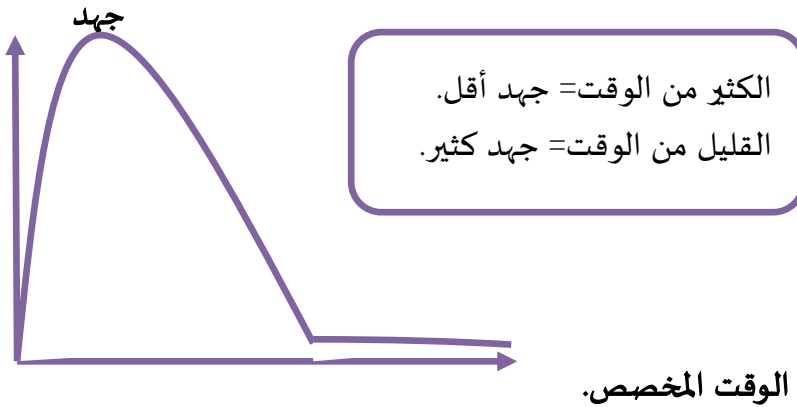 جهد
الكثير من الوقت= جهد أقل.
القليل من الوقت= جهد كثير.
الوقت المخصص.